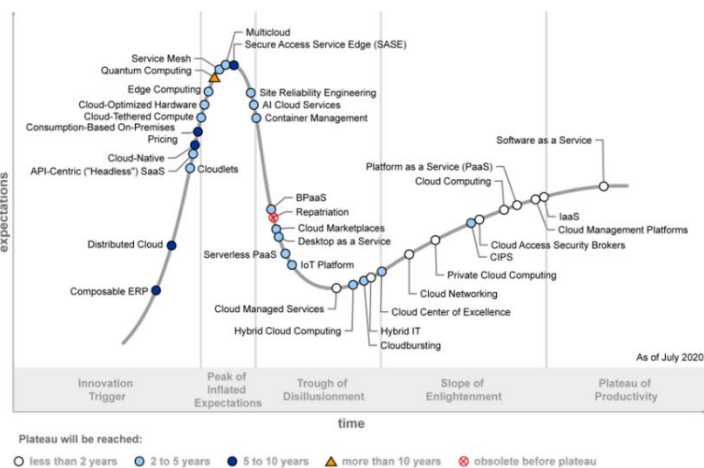 Multicloud
Service Mesh
Secure Access Service Edge (SASE)
Quantum Computing
Edge Computing
Site Reliability Engineering
Cloud-Optimized Hardware
AI Cloud Services
Cloud-Tethered Compute
Container Management
Consumption-Based On-Premises
Pricing
Cloud-Native
API-Centric ("Headless") SaaS
Cloudlets
Software as a Service
Platform as a Service (PaaS)
Cloud Computing
expectations
BPaaS
Repatriation
Cloud Marketplaces
Desktop as a Service
Serverless PaaS
IoT Platform
IaaS
Cloud Management Platforms
Cloud Access Security Brokers
CIPS
Distributed Cloud
Composable ERP
Private Cloud Computing
Cloud Networking
Cloud Managed Services
Cloud Center of Excellence
Hybrid Cloud Computing
Hybrid IT
Cloudbursting
As of July 2020
Innovation
Trigger
Peak of
Inflated
Expectations
Trough of
Disillusionment
Slope of
Enlightenment
Plateau of
Productivity
time
Plateau will be reached:
less than 2 years
2 to 5 years
5 to 10 years
more than 10 years
obsolete before plateau